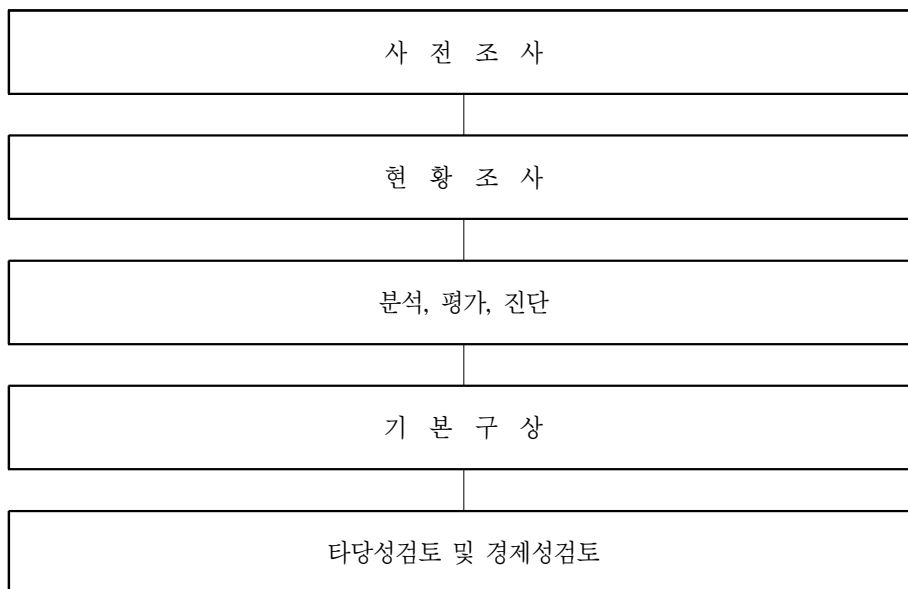 사 전 조 사
현 황 조 사
분석, 평가, 진단
기 본 구 상
타당성검토 및 경제성검토